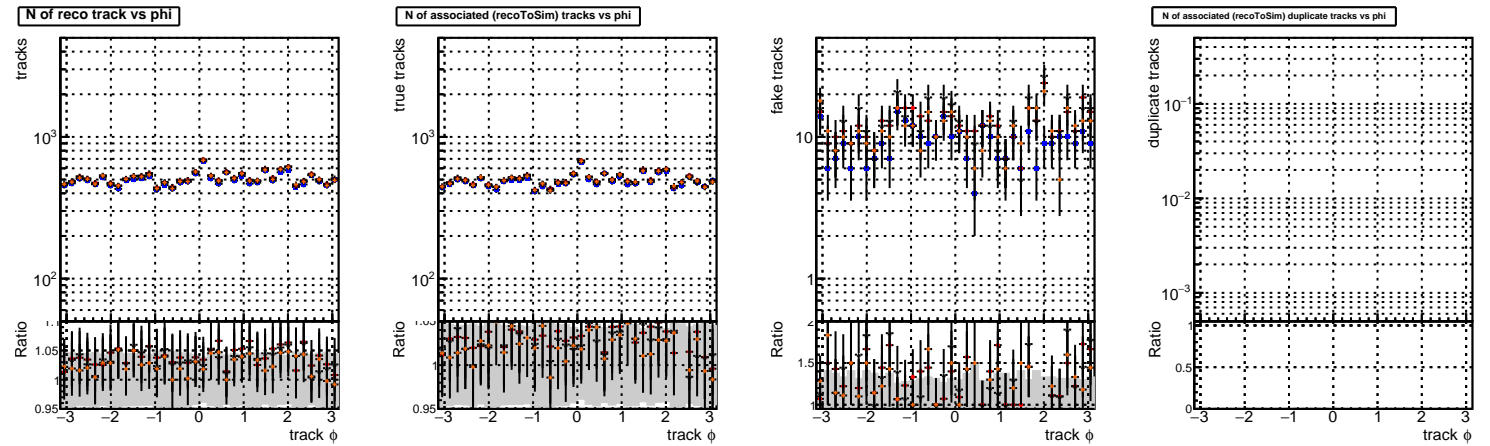 N of reco track vs phi
tracks
10³
10²
Ratio
1.1
1.05
1
0.95
−3 −2 −1 0 1 2 3
track φ
N of associated (recoToSim) tracks vs phi
true tracks
10³
10²
Ratio
1.05
1
0.95
−3 −2 −1 0 1 2 3
track φ
fake tracks
10
1
Ratio
2
1.5
1
−3 −2 −1 0 1 2 3
track φ
N of associated (recoToSim) duplicate tracks vs phi
duplicate tracks
10⁻¹
10⁻²
10⁻³
Ratio
1
0.5
0
−3 −2 −1 0 1 2 3
track φ